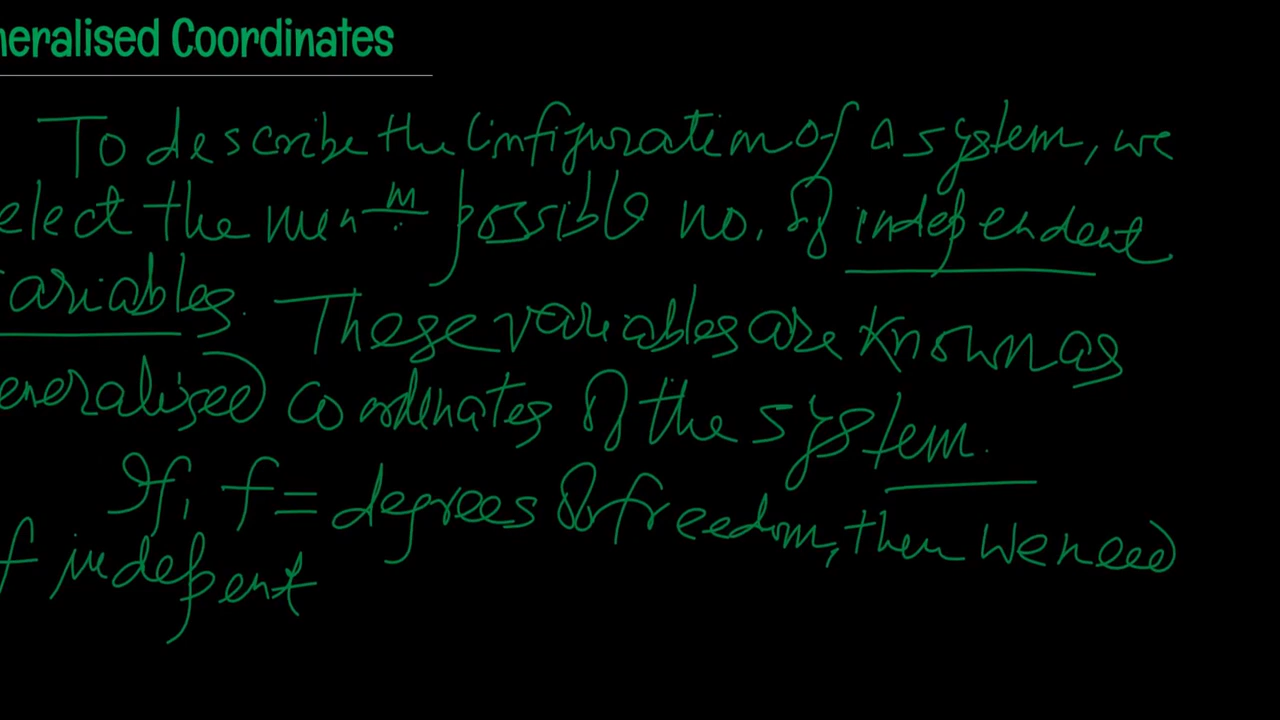 neralised Coordinates
To describe the Configuration of a system, we
elect the min^m possible no. of independent
ariables. These variables are known as
eneralised coordinates of the system.
If, f = degrees of freedom, then we need
f indepent